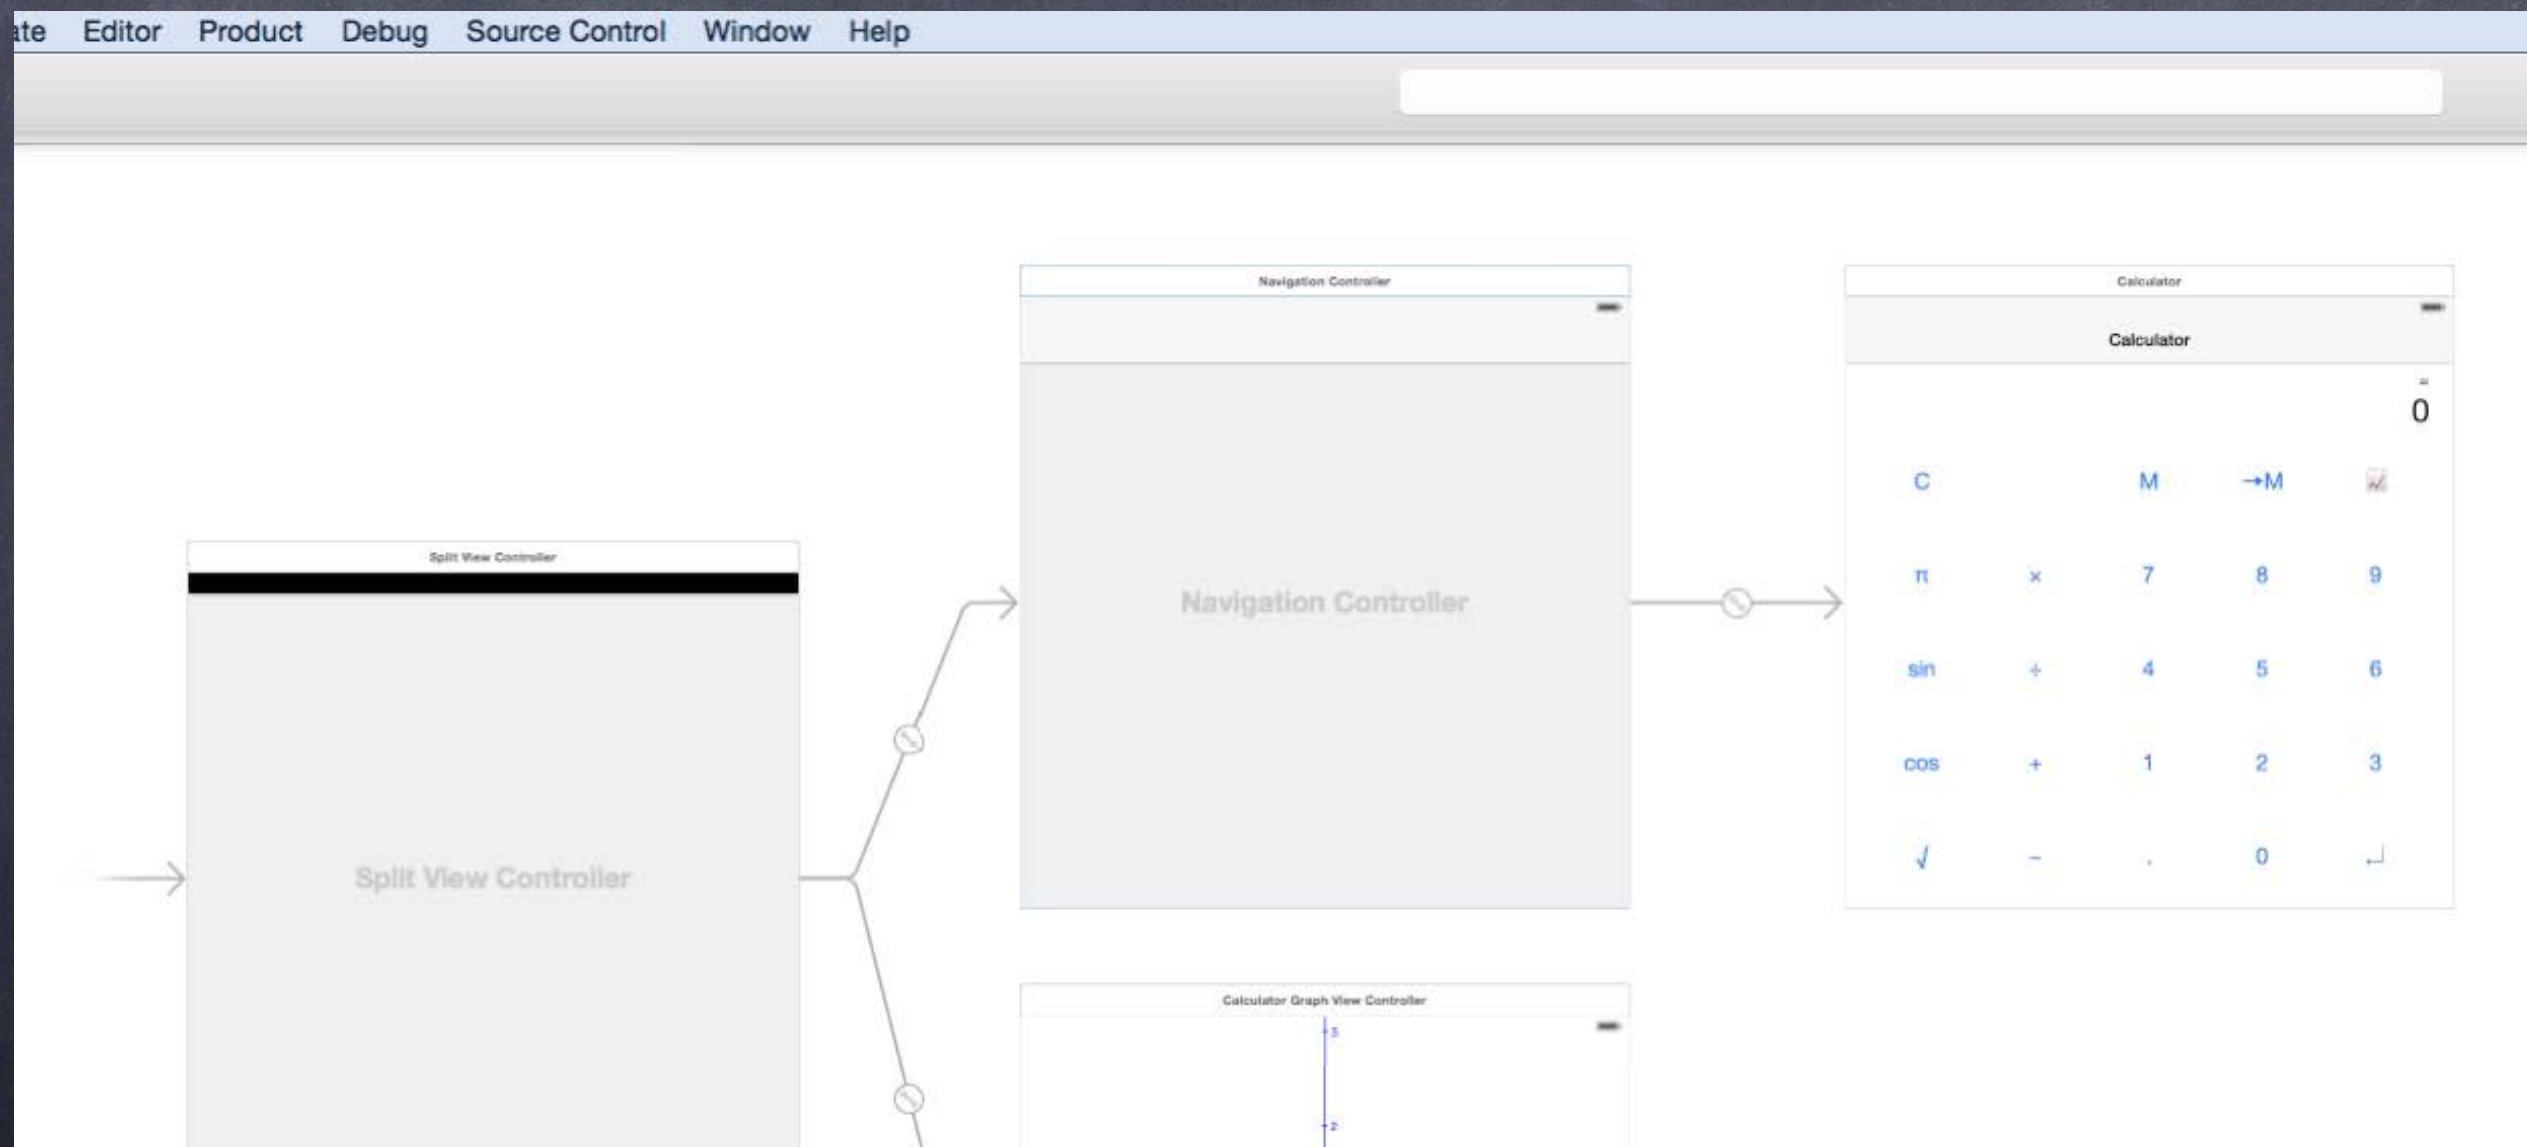 ate Editor Product Debug Source Control Window Help
Navigation Controller
Calculator
Calculator
=
0
C M →M
π × 7 8 9
sin ÷ 4 5 6
cos + 1 2 3
√ − . 0 ↵
Navigation Controller
Split View Controller
Split View Controller
Calculator Graph View Controller
3
2